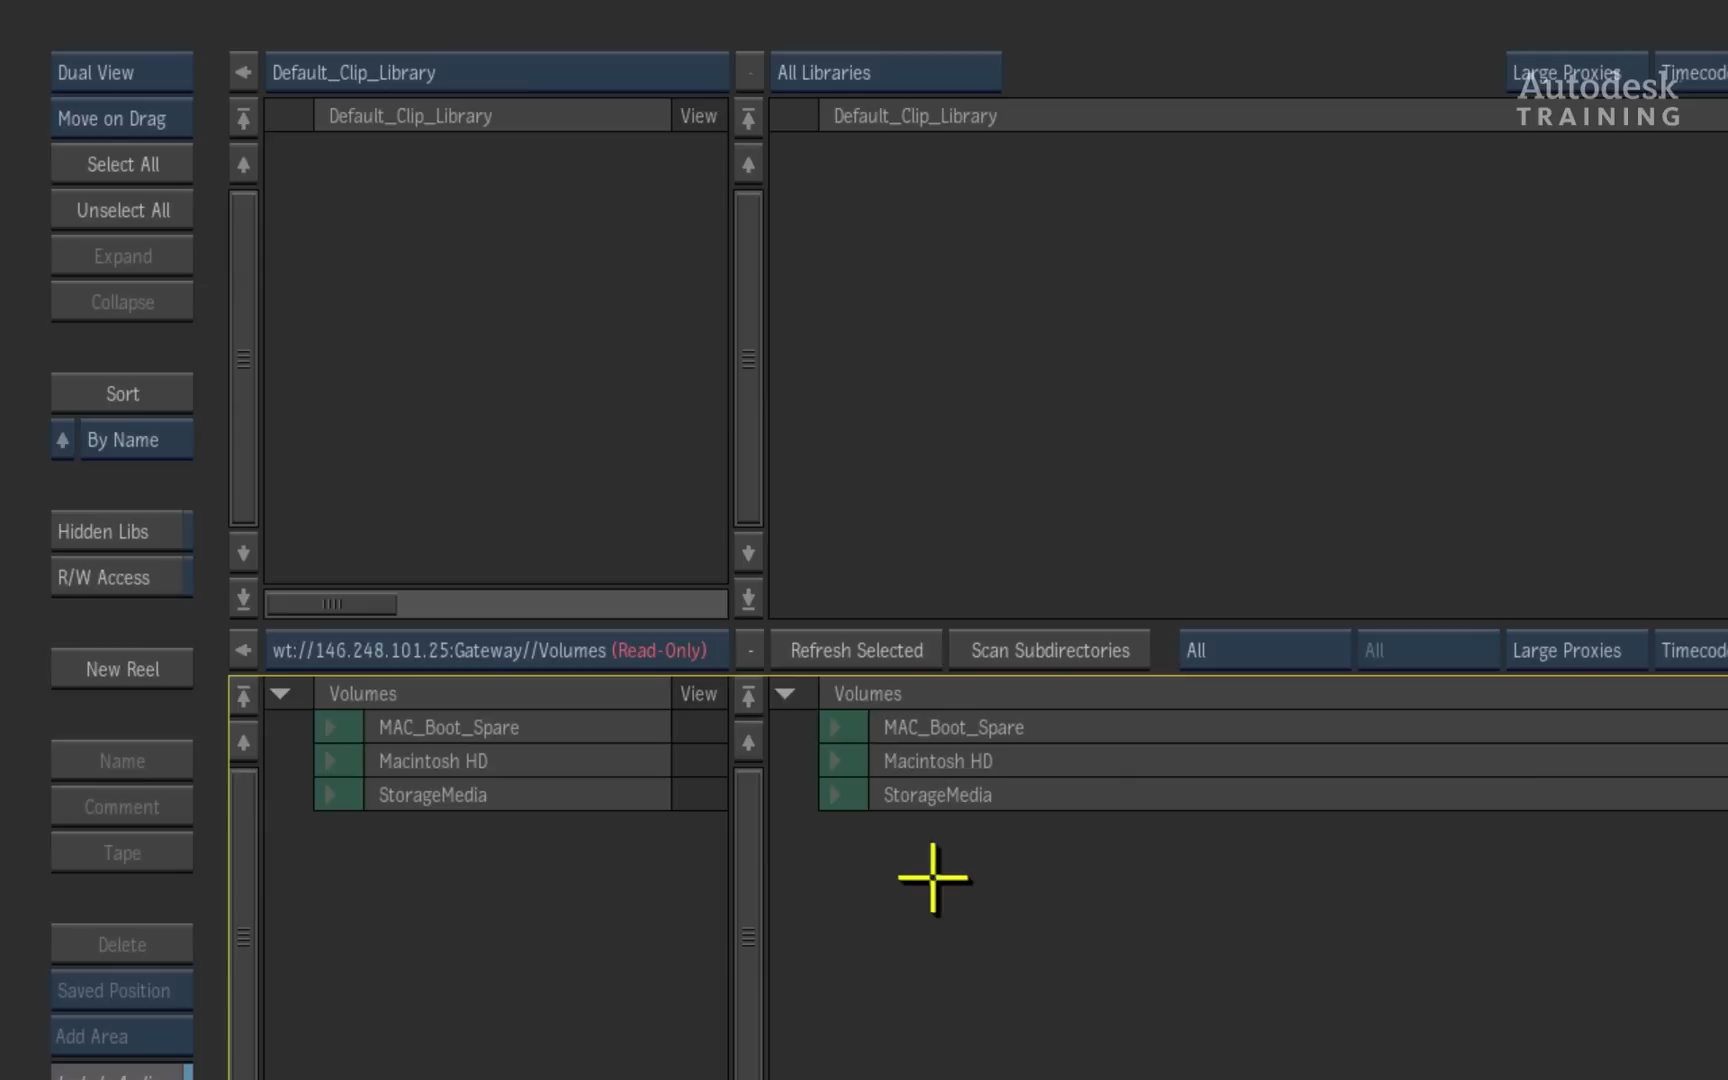 Dual View
Default_Clip_Library
-
All Libraries
Large Proxies
Autodesk
TRAINING
Move on Drag
Default_Clip_Library
View
Default_Clip_Library
Select All
Unselect All
Expand
Collapse
Sort
By Name
Hidden Libs
R/W Access
New Reel
wt://146.248.101.25:Gateway//Volumes (Read-Only)
-
Refresh Selected
Scan Subdirectories
All
All
Large Proxies
Volumes
View
Volumes
MAC_Boot_Spare
MAC_Boot_Spare
Macintosh HD
Macintosh HD
StorageMedia
StorageMedia
Name
Comment
Tape
Delete
Saved Position
Add Area